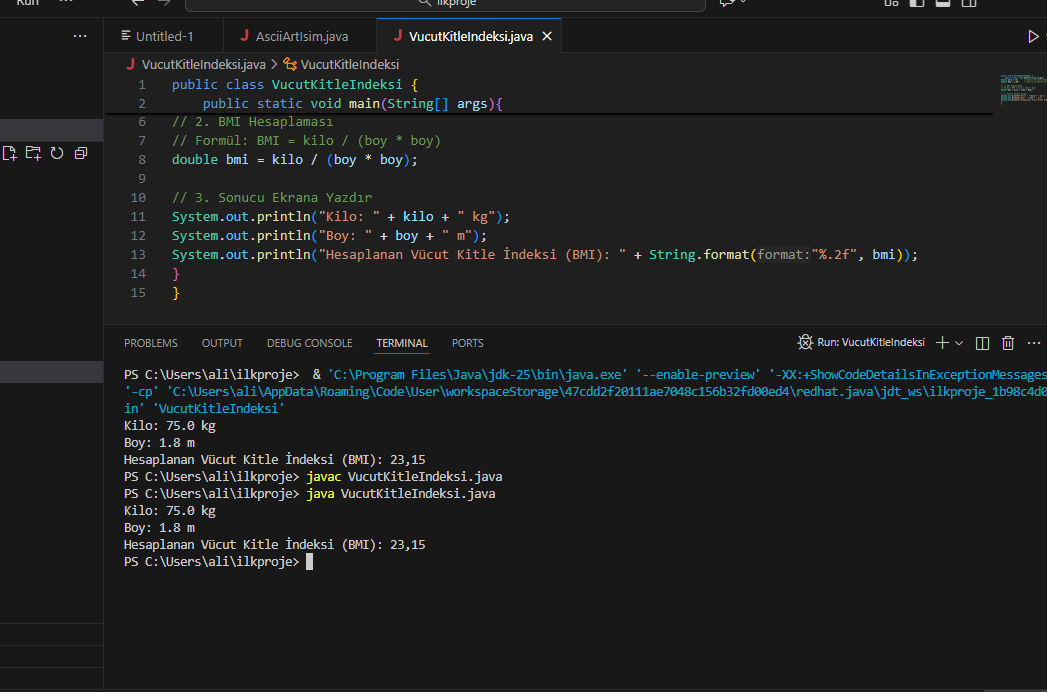 Run ···
ilkproje
Untitled-1
AsciiArtIsim.java
VucutKitleIndeksi.java
VucutKitleIndeksi.java > VucutKitleIndeksi
1 public class VucutKitleIndeksi {
2 public static void main(String[] args){
6 // 2. BMI Hesaplaması
7 // Formül: BMI = kilo / (boy * boy)
8 double bmi = kilo / (boy * boy);
9
10 // 3. Sonucu Ekrana Yazdır
11 System.out.println("Kilo: " + kilo + " kg");
12 System.out.println("Boy: " + boy + " m");
13 System.out.println("Hesaplanan Vücut Kitle İndeksi (BMI): " + String.format(format:"%.2f", bmi));
14 }
15 }
PROBLEMS OUTPUT DEBUG CONSOLE TERMINAL PORTS
Run: VucutKitleIndeksi
PS C:\Users\ali\ilkproje> & 'C:\Program Files\Java\jdk-25\bin\java.exe' '--enable-preview' '-XX:+ShowCodeDetailsInExceptionMessages
'-cp' 'C:\Users\ali\AppData\Roaming\Code\User\workspaceStorage\47cdd2f20111ae7048c156b32fd00ed4\redhat.java\jdt_ws\ilkproje_1b98c4d0
in' 'VucutKitleIndeksi'
Kilo: 75.0 kg
Boy: 1.8 m
Hesaplanan Vücut Kitle İndeksi (BMI): 23,15
PS C:\Users\ali\ilkproje> javac VucutKitleIndeksi.java
PS C:\Users\ali\ilkproje> java VucutKitleIndeksi.java
Kilo: 75.0 kg
Boy: 1.8 m
Hesaplanan Vücut Kitle İndeksi (BMI): 23,15
PS C:\Users\ali\ilkproje>